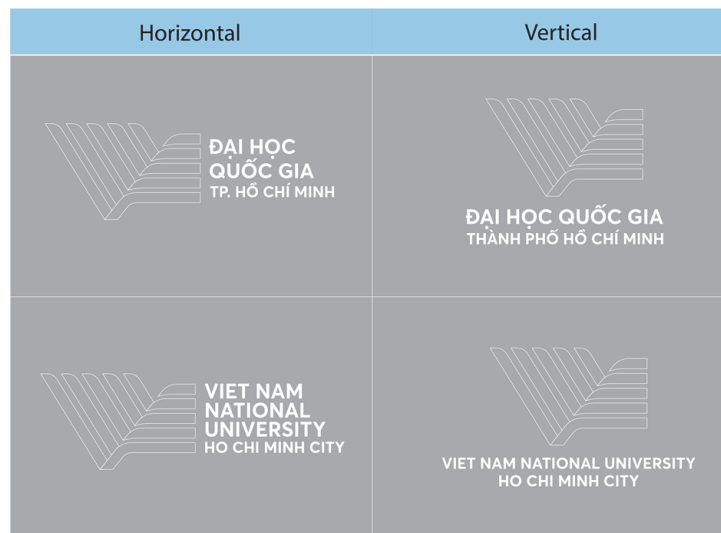 Horizontal
Vertical
ĐẠI HỌC
QUỐC GIA
TP. HỒ CHÍ MINH
ĐẠI HỌC QUỐC GIA
THÀNH PHỐ HỒ CHÍ MINH
VIET NAM
NATIONAL
UNIVERSITY
HO CHI MINH CITY
VIET NAM NATIONAL UNIVERSITY
HO CHI MINH CITY